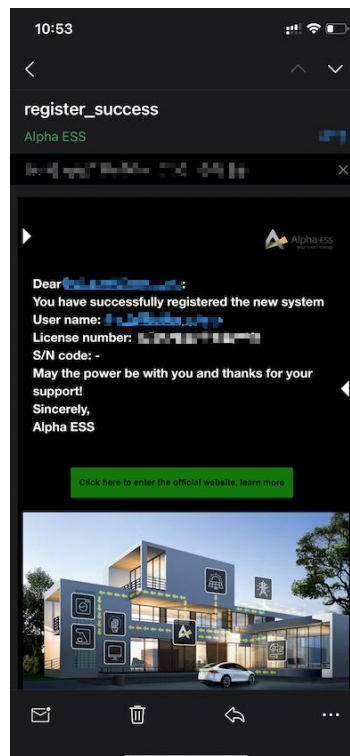 10:53
register_success
Alpha ESS
Alpha-ESS
Dear
:
You have successfully registered the new system
User name:
License number:
S/N code: -
May the power be with you and thanks for your
support!
Sincerely,
Alpha ESS
Click here to enter the official website, learn more